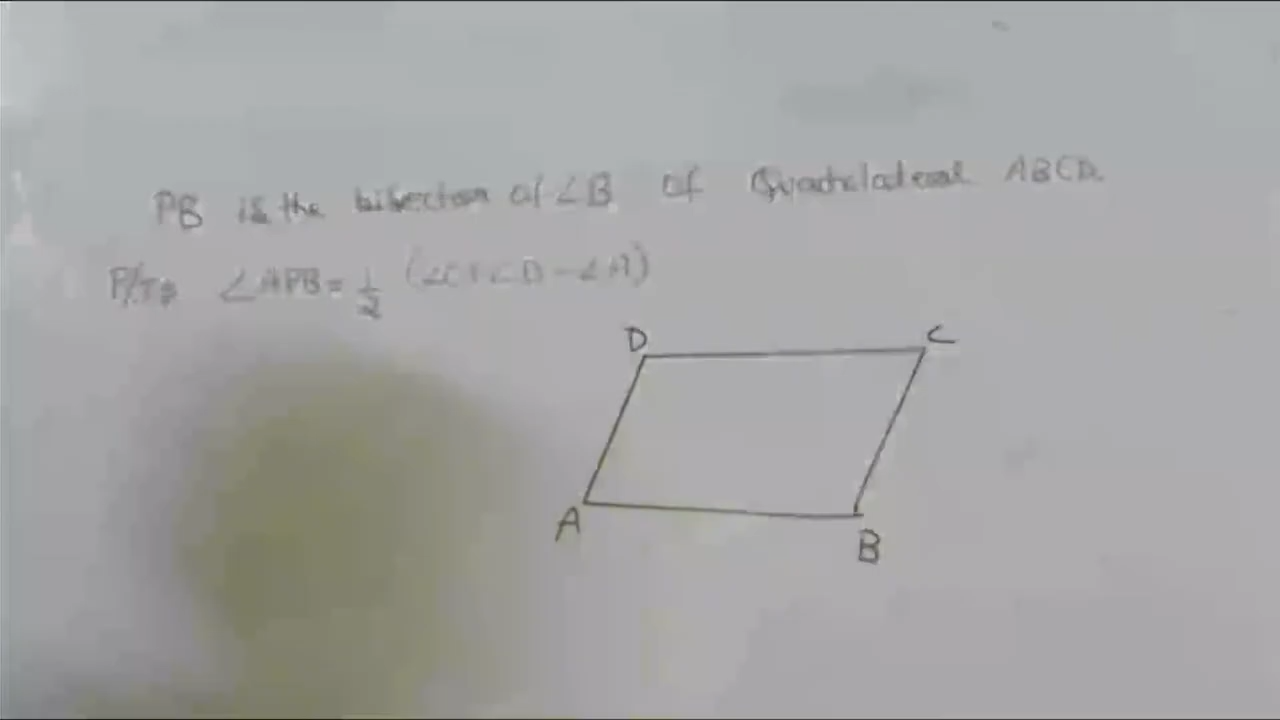 PB is the bisector of ∠B of Quadrilateral ABCD.
P/T: ∠APB = 1/2 (∠C+∠D-∠A)
D C
A B